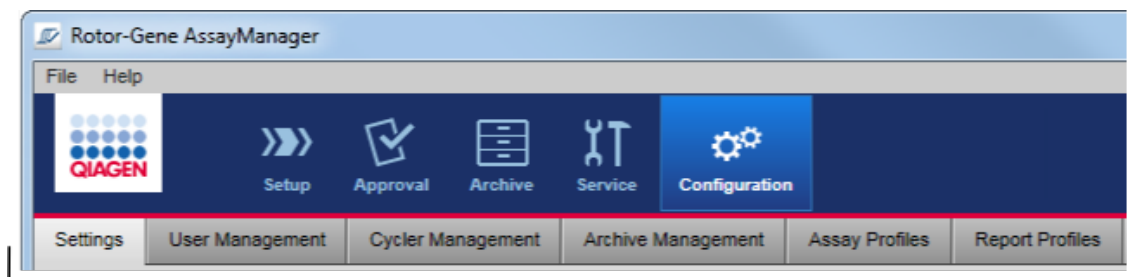 Rotor-Gene AssayManager
File Help
QIAGEN
Setup Approval Archive Service Configuration
Settings User Management Cycler Management Archive Management Assay Profiles Report Profiles